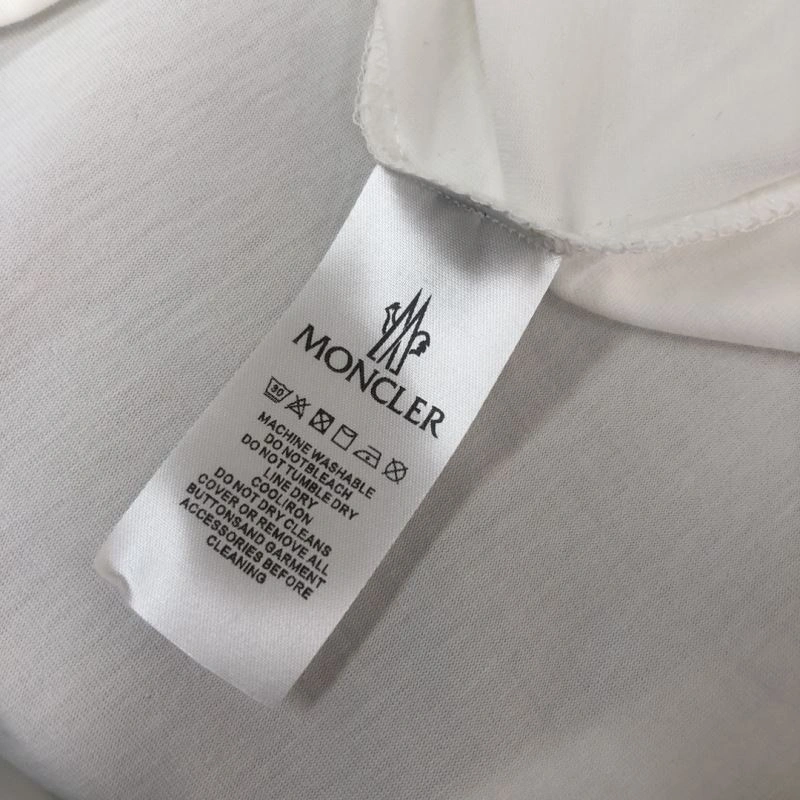 MONCLER
30
MACHINE WASHABLE
DO NOTBLEACH
DO NOT TUMBLE DRY
LINE DRY
COOLIRON
DO NOT DRY CLEANS
COVER OR REMOVE ALL
BUTTONSAND GARMENT
ACCESSORIES BEFORE
CLEANING